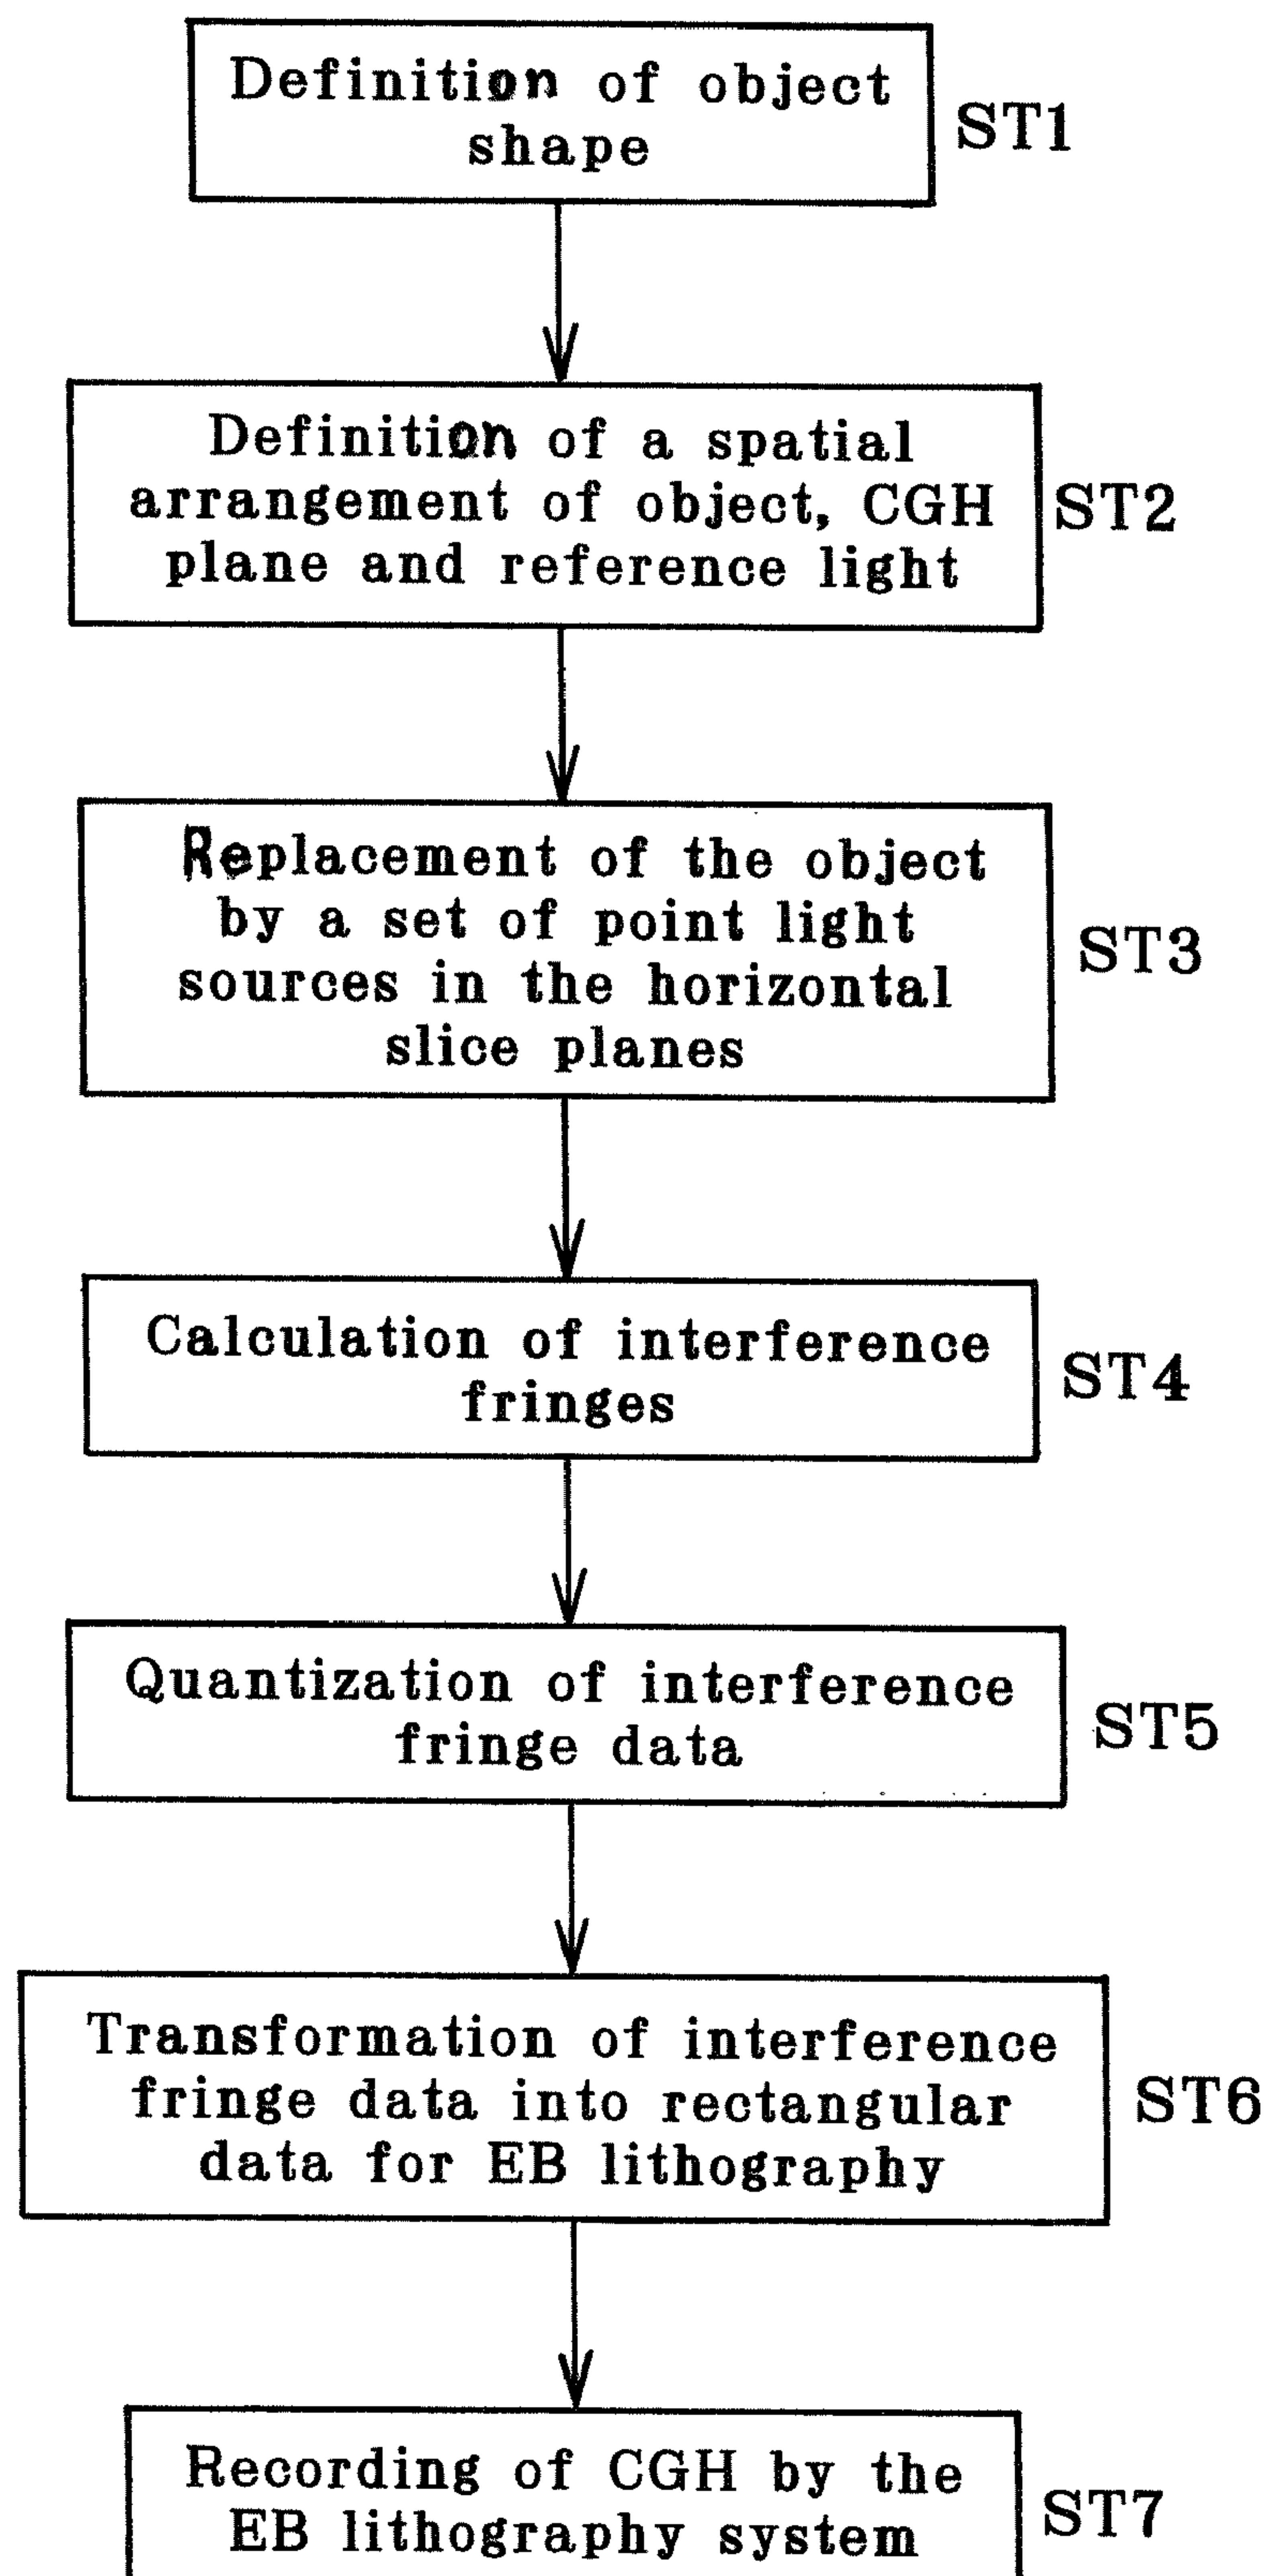 Definition of object
shape
ST1
Definition of a spatial
arrangement of object, CGH
plane and reference light
ST2
Replacement of the object
by a set of point light
sources in the horizontal
slice planes
ST3
Calculation of interference
fringes
ST4
Quantization of interference
fringe data
ST5
Transformation of interference
fringe data into rectangular
data for EB lithography
ST6
Recording of CGH by the
EB lithography system
ST7